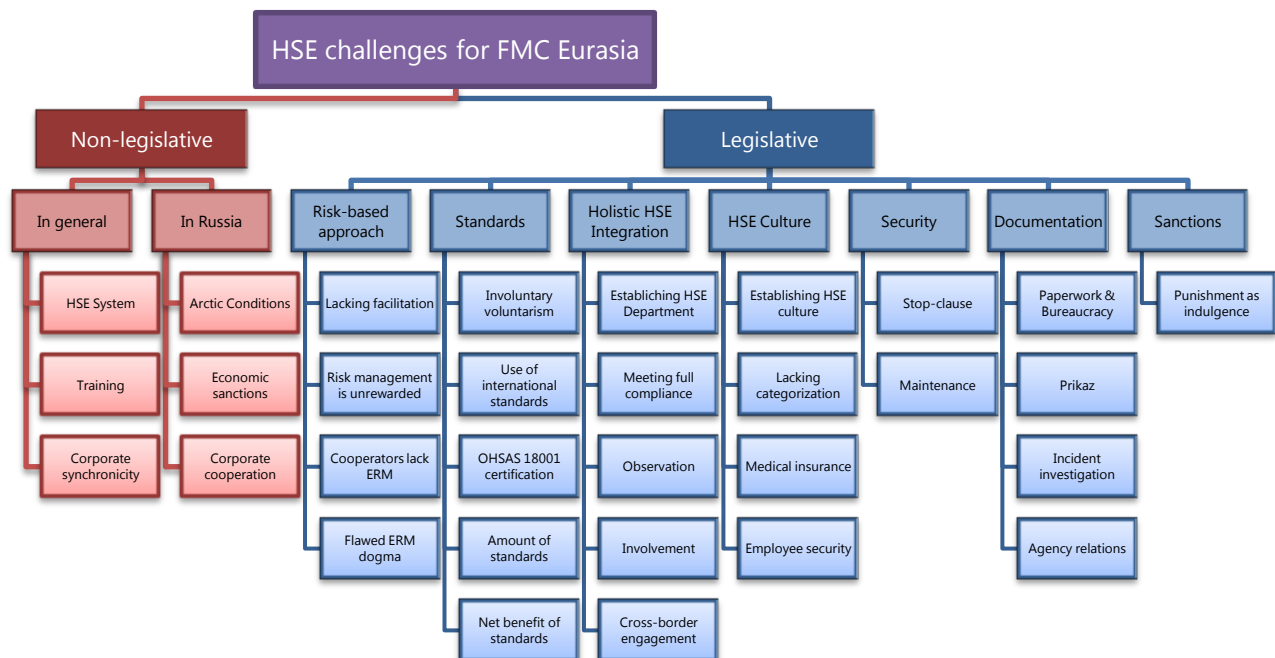 HSE challenges for FMC Eurasia
Non-legislative
Legislative
In general
In Russia
Risk-based
approach
Standards
Holistic HSE
Integration
HSE Culture
Security
Documentation
Sanctions
HSE System
Arctic Conditions
Lacking facilitation
Involuntary
voluntarism
Establiching HSE
Department
Establishing HSE
culture
Stop-clause
Paperwork &
Bureaucracy
Punishment as
indulgence
Training
Economic
sanctions
Risk management
is unrewarded
Use of
international
standards
Meeting full
compliance
Lacking
categorization
Maintenance
Prikaz
Corporate
synchronicity
Corporate
cooperation
Cooperators lack
ERM
OHSAS 18001
certification
Observation
Medical insurance
Incident
investigation
Flawed ERM
dogma
Amount of
standards
Involvement
Employee security
Agency relations
Net benefit of
standards
Cross-border
engagement